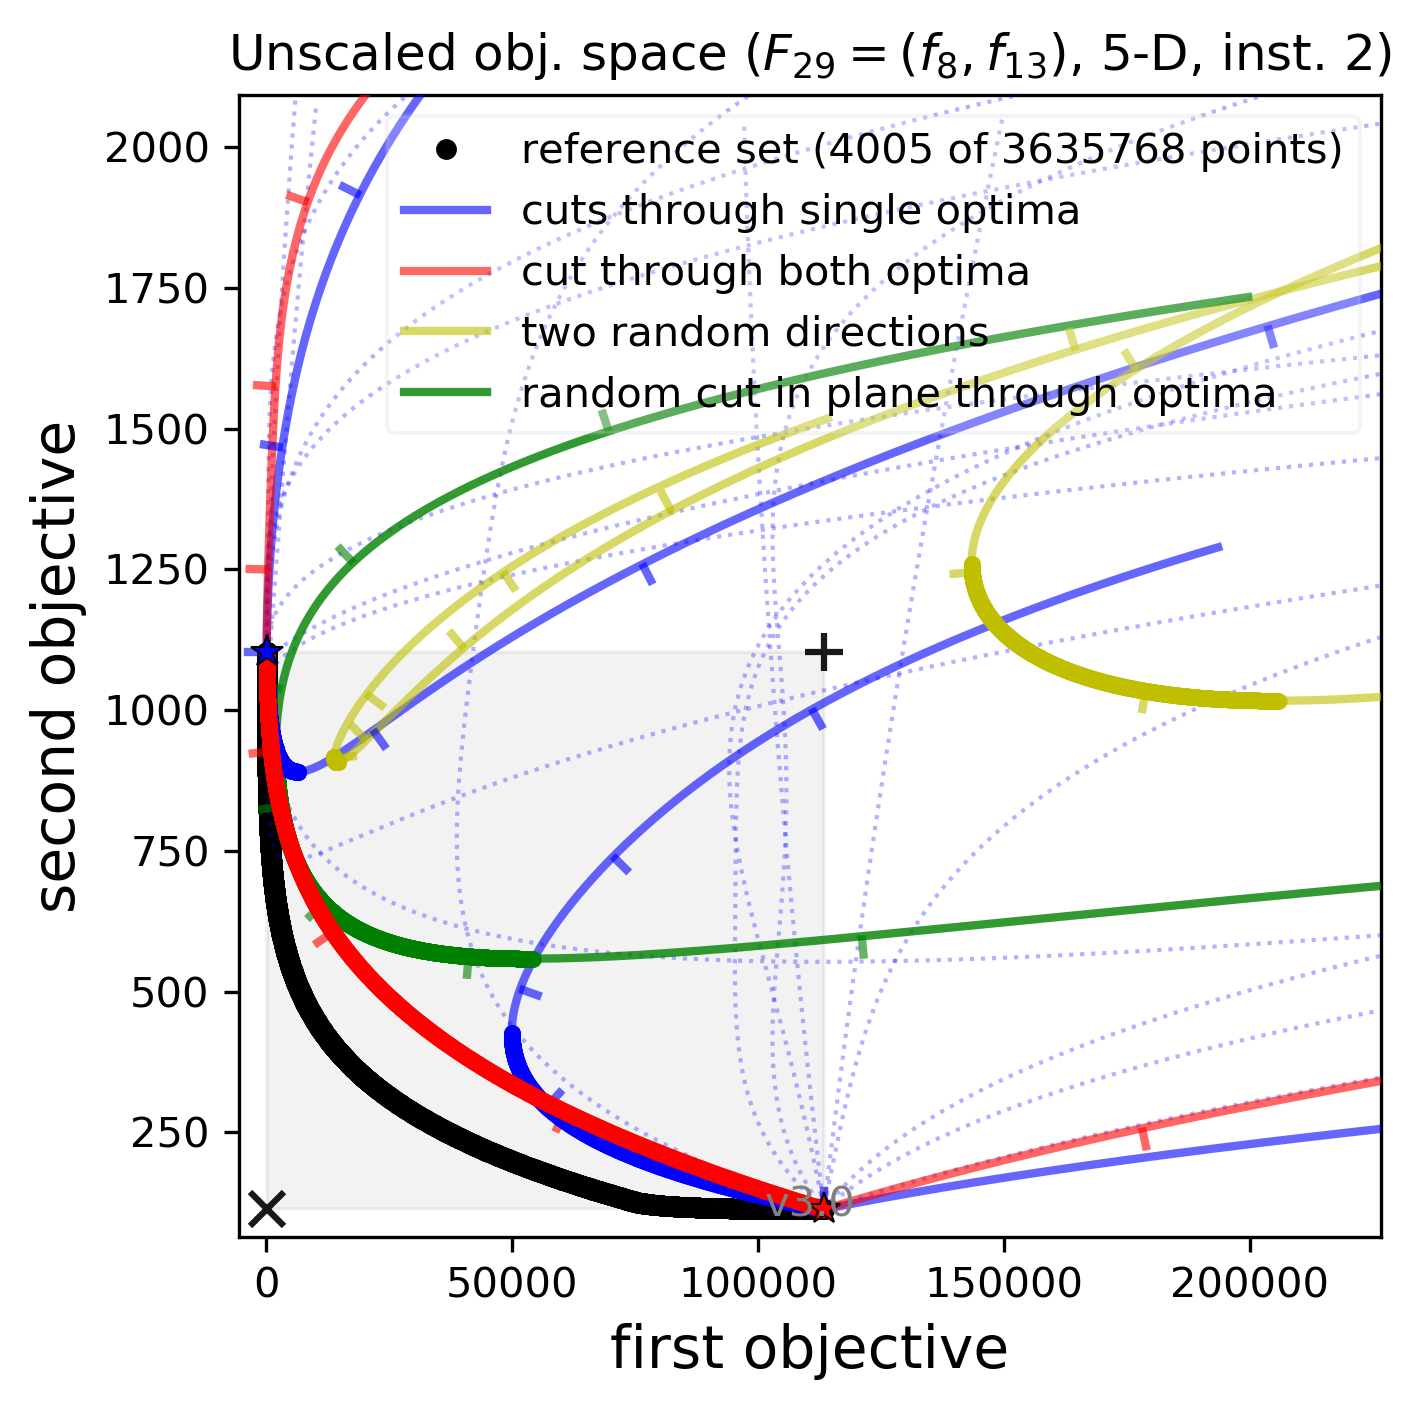 Unscaled obj. space (F₂₉ = (f₈, f₁₃), 5-D, inst. 2)
reference set (4005 of 3635768 points)
cuts through single optima
cut through both optima
two random directions
random cut in plane through optima
second objective
2000
1750
1500
1250
1000
750
500
250
v3.0
0
50000
100000
150000
200000
first objective